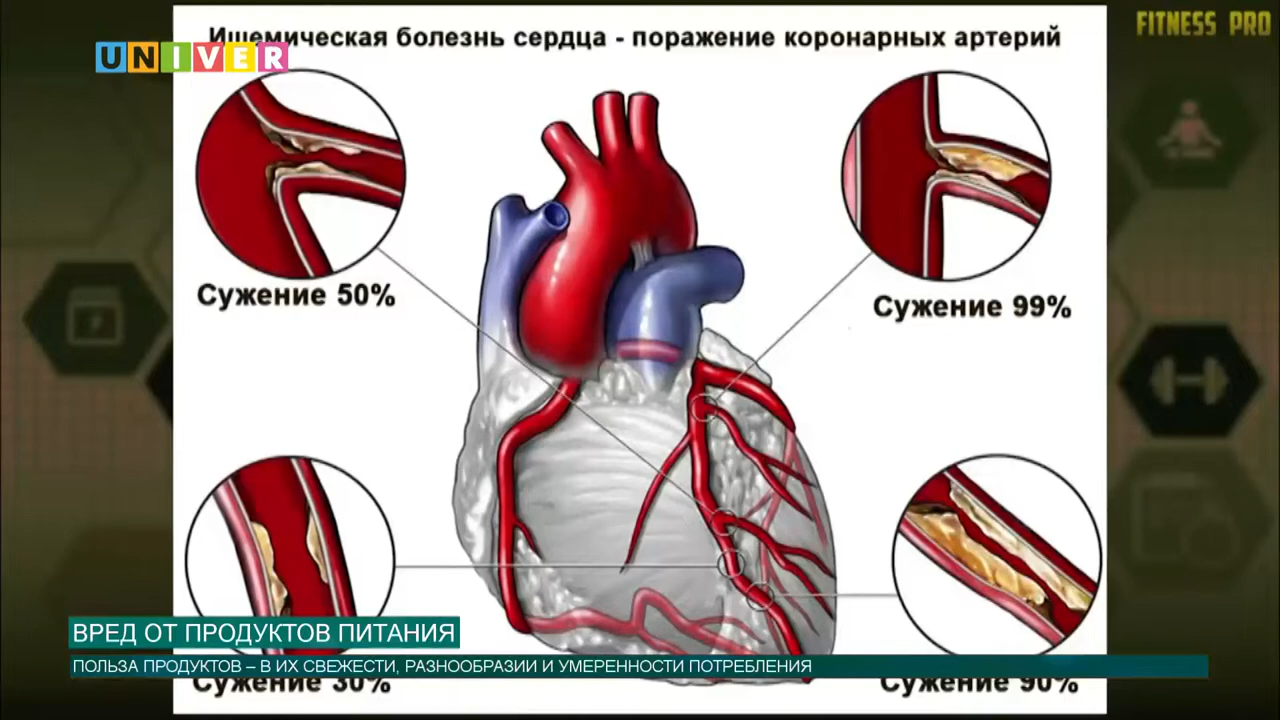 Ишемическая болезнь сердца - поражение коронарных артерий
UNIVER
FITNESS PRO
Сужение 50%
Сужение 99%
ВРЕД ОТ ПРОДУКТОВ ПИТАНИЯ
ПОЛЬЗА ПРОДУКТОВ – В ИХ СВЕЖЕСТИ, РАЗНООБРАЗИИ И УМЕРЕННОСТИ ПОТРЕБЛЕНИЯ
Сужение 30%
Сужение 90%